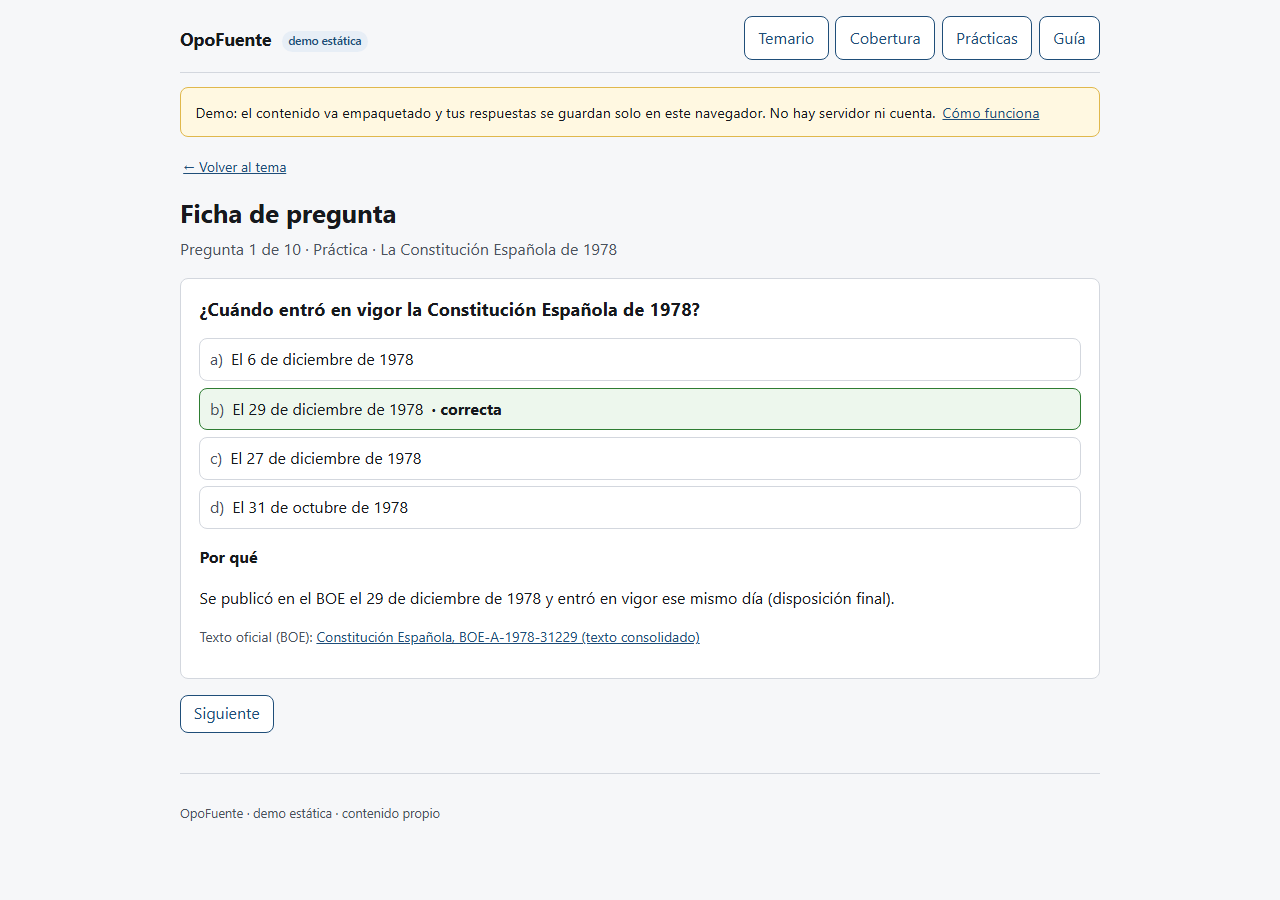 OpoFuente demo estática Temario Cobertura Prácticas Guía
Demo: el contenido va empaquetado y tus respuestas se guardan solo en este navegador. No hay servidor ni cuenta. Cómo funciona
← Volver al tema
Ficha de pregunta
Pregunta 1 de 10 · Práctica · La Constitución Española de 1978
¿Cuándo entró en vigor la Constitución Española de 1978?
a) El 6 de diciembre de 1978
b) El 29 de diciembre de 1978 · correcta
c) El 27 de diciembre de 1978
d) El 31 de octubre de 1978
Por qué
Se publicó en el BOE el 29 de diciembre de 1978 y entró en vigor ese mismo día (disposición final).
Texto oficial (BOE): Constitución Española, BOE-A-1978-31229 (texto consolidado)
Siguiente
OpoFuente · demo estática · contenido propio